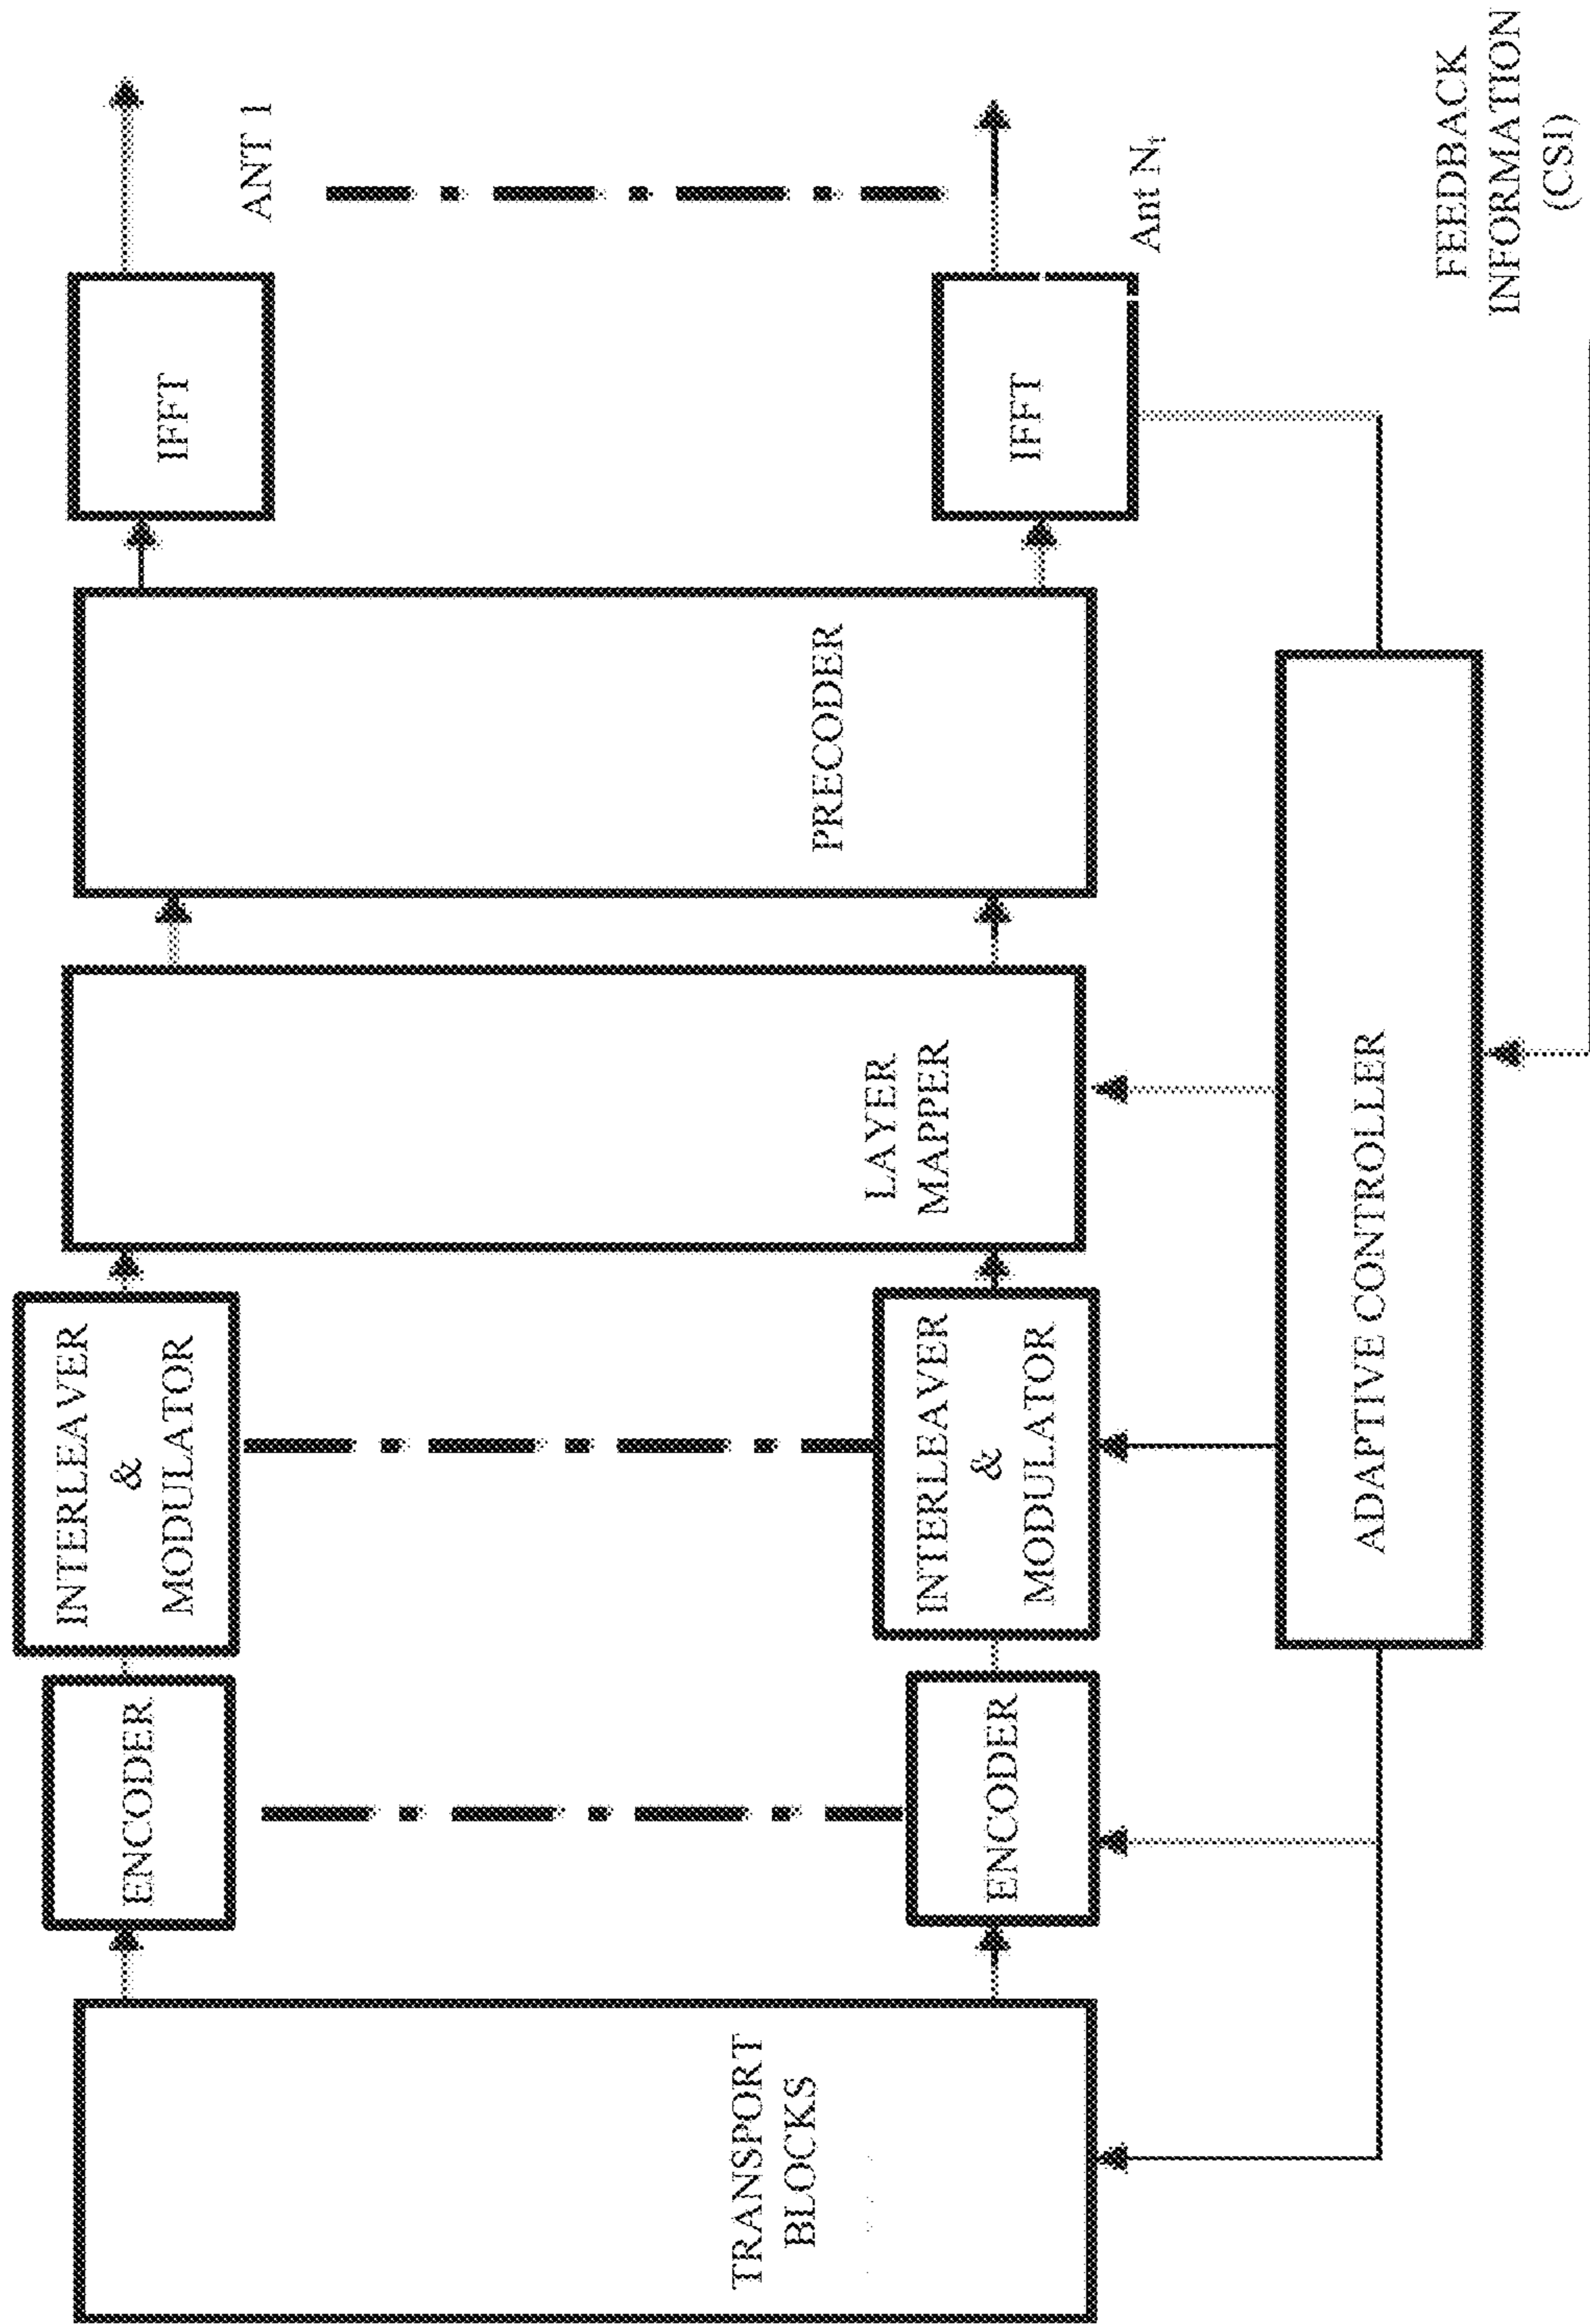 TRANSPORT
BLOCKS
ENCODER
INTERLEAVER
&
MODULATOR
ENCODER
INTERLEAVER
&
MODULATOR
LAYER
MAPPER
PRECODER
IFFT
ANT 1
IFFT
Ant Nt
ADAPTIVE CONTROLLER
FEEDBACK
INFORMATION
(CSI)